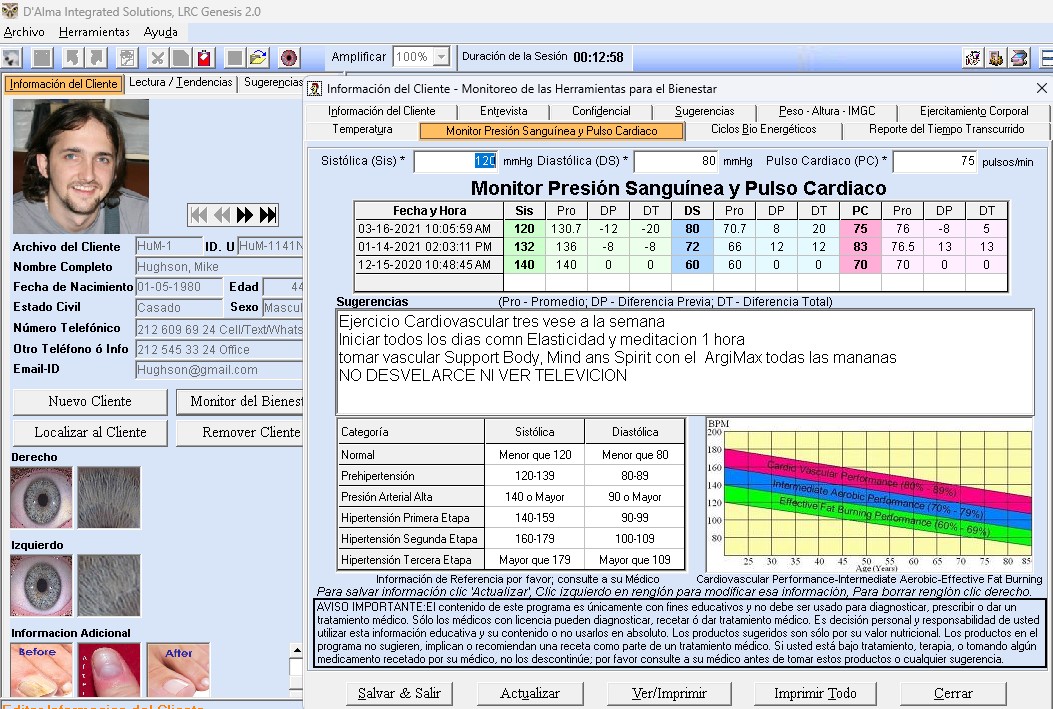 D'Alma Integrated Solutions, LRC Genesis 2.0
Archivo Herramientas Ayuda
Amplificar 100% Duración de la Sesión 00:12:58
Información del Cliente Lectura / Tendencias Sugerencias
Información del Cliente - Monitoreo de las Herramientas para el Bienestar
Información del Cliente Entrevista Confidencial Sugerencias Peso - Altura - IMGC Ejercitamiento Corporal
Temperatura Monitor Presión Sanguínea y Pulso Cardiaco Ciclos Bio Energéticos Reporte del Tiempo Transcurrido
Sistólica (Sis) * 120 mmHg Diastólica (DS) * 80 mmHg Pulso Cardiaco (PC) * 75 pulsos/min
Monitor Presión Sanguínea y Pulso Cardiaco
Fecha y Hora Sis Pro DP DT DS Pro DP DT PC Pro DP DT
03-16-2021 10:05:59 AM 120 130.7 -12 -20 80 70.7 8 20 75 76 -8 5
01-14-2021 02:03:11 PM 132 136 -8 -8 72 66 12 12 83 76.5 13 13
12-15-2020 10:48:45 AM 140 140 0 0 60 60 0 0 70 70 0 0
Sugerencias (Pro - Promedio; DP - Diferencia Previa; DT - Diferencia Total)
Ejercicio Cardiovascular tres vese a la semana
Iniciar todos los dias comn Elasticidad y meditacion 1 hora
tomar vascular Support Body, Mind ans Spirit con el ArgiMax todas las mananas
NO DESVELARCE NI VER TELEVICION
Archivo del Cliente HuM-1 ID. U HuM-1141N
Nombre Completo Hughson, Mike
Fecha de Nacimiento 01-05-1980 Edad 44
Estado Civil Casado Sexo Mascul
Número Telefónico 212 609 69 24 Cell/Text/Whats
Otro Teléfono ó Info 212 545 33 24 Office
Email-ID Hughson@gmail.com
Nuevo Cliente Monitor del Bienest
Localizar al Cliente Remover Cliente
Derecho
Izquierdo
Informacion Adicional
Before After After
Editar Informacion del Cliente
Categoría Sistólica Diastólica
Normal Menor que 120 Menor que 80
Prehipertensión 120-139 80-89
Presión Arterial Alta 140 o Mayor 90 o Mayor
Hipertensión Primera Etapa 140-159 90-99
Hipertensión Segunda Etapa 160-179 100-109
Hipertensión Tercera Etapa Mayor que 179 Mayor que 109
BPM
200
180
160
140
120
100
80
Cardic Vascular Performance (80% - 89%)
Intermediate Aerobic Performance (70% - 79%)
Effective Fat Burning Performance (60% - 69%)
25 30 35 40 45 50 55 60 65 70 75 80 85
Age (Years)
Información de Referencia por favor; consulte a su Médico Cardiovascular Performance-Intermediate Aerobic-Effective Fat Burning
Para salvar información clic 'Actualizar', Clic izquierdo en renglón para modificar esa información, Para borrar renglón clic derecho.
AVISO IMPORTANTE:El contenido de este programa es únicamente con fines educativos y no debe ser usado para diagnosticar, prescribir o dar un
tratamiento médico. Sólo los médicos con licencia pueden diagnosticar, recetar ó dar tratamiento médico. Es decisión personal y responsabilidad de usted
utilizar esta información educativa y su contenido o no usarlos en absoluto. Los productos sugeridos son sólo por su valor nutricional. Los productos en el
programa no sugieren, implican o recomiendan una receta como parte de un tratamiento médico. Si usted está bajo tratamiento, terapia, o tomando algún
medicamento recetado por su médico, no los descontinúe; por favor consulte a su médico antes de tomar estos productos o cualquier sugerencia.
Salvar & Salir Actualizar Ver/Imprimir Imprimir Todo Cerrar